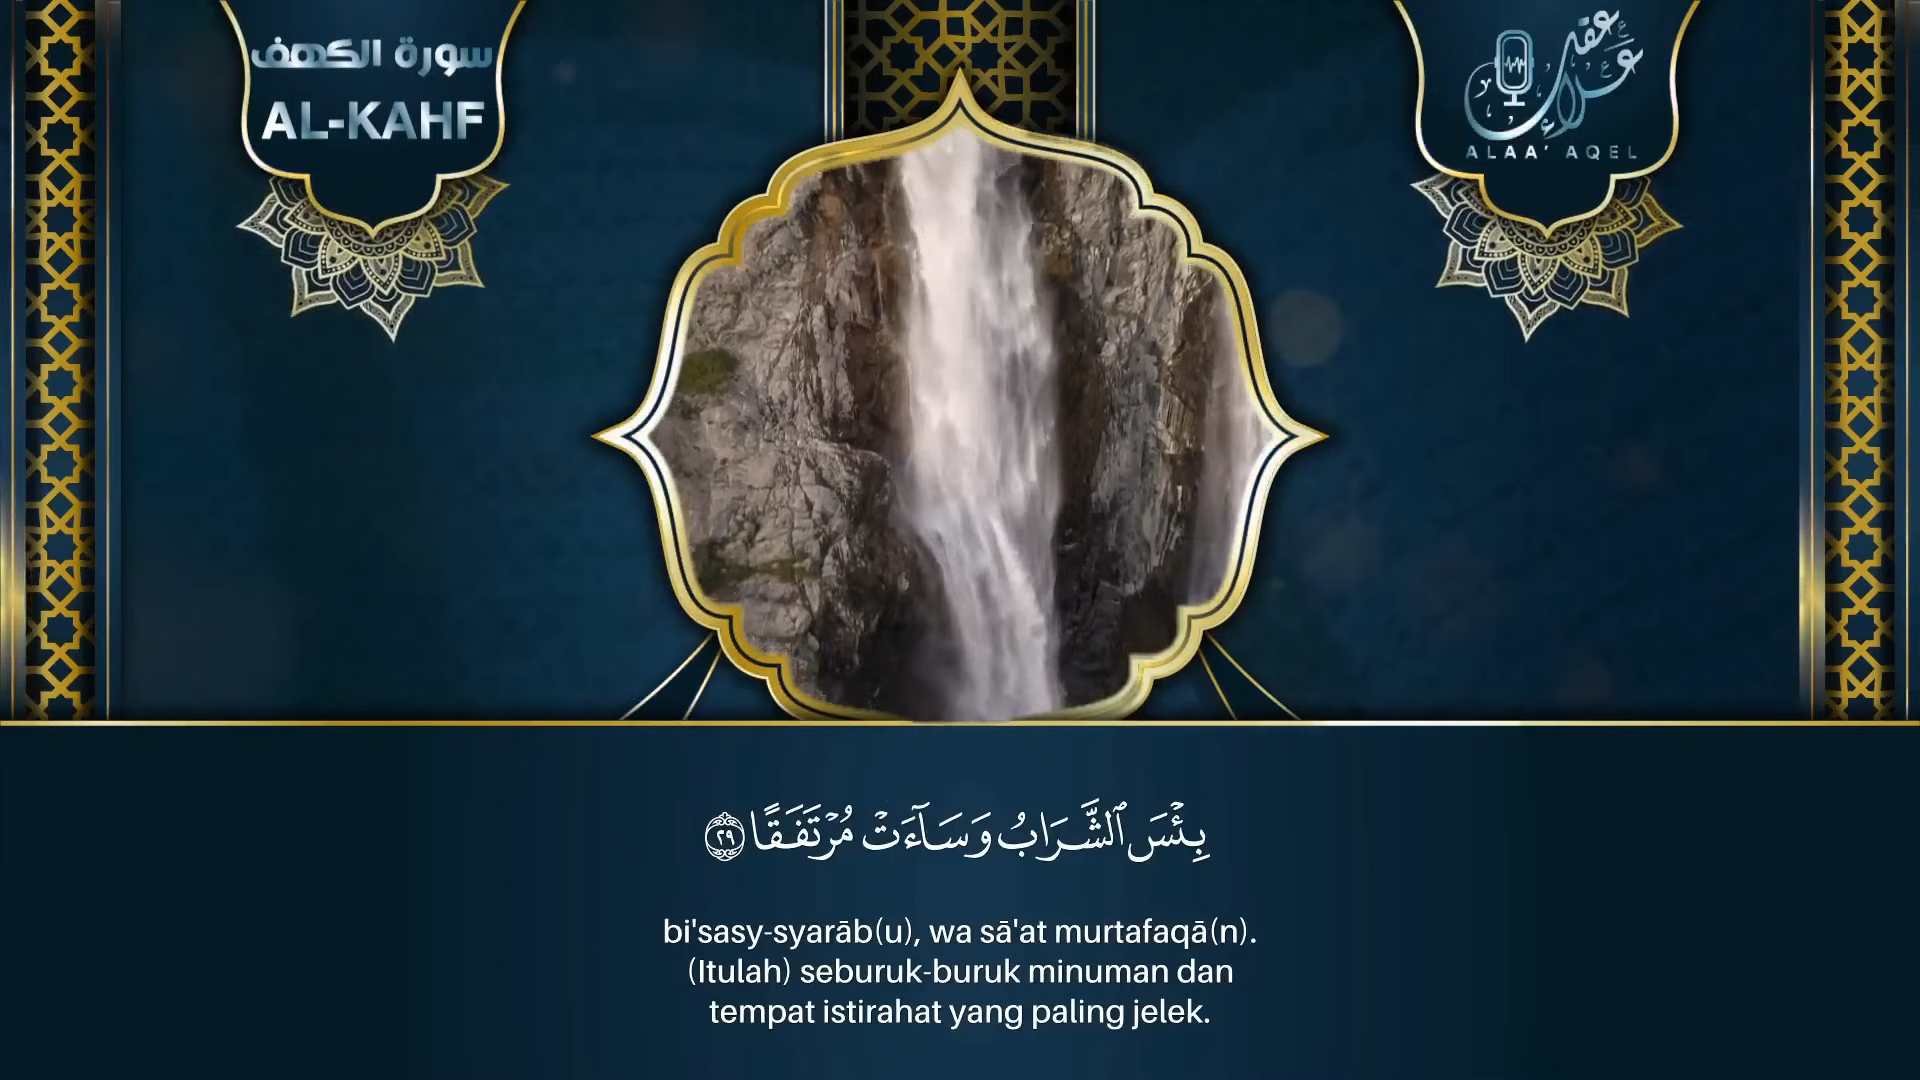 سورة الكهف
AL-KAHF
علاء عقل
ALAA' AQEL
بِئْسَ ٱلشَّرَابُ وَسَآءَتْ مُرْتَفَقًا ٢٩
bi'sasy-syarāb(u), wa sā'at murtafaqā(n).
(Itulah) seburuk-buruk minuman dan
tempat istirahat yang paling jelek.